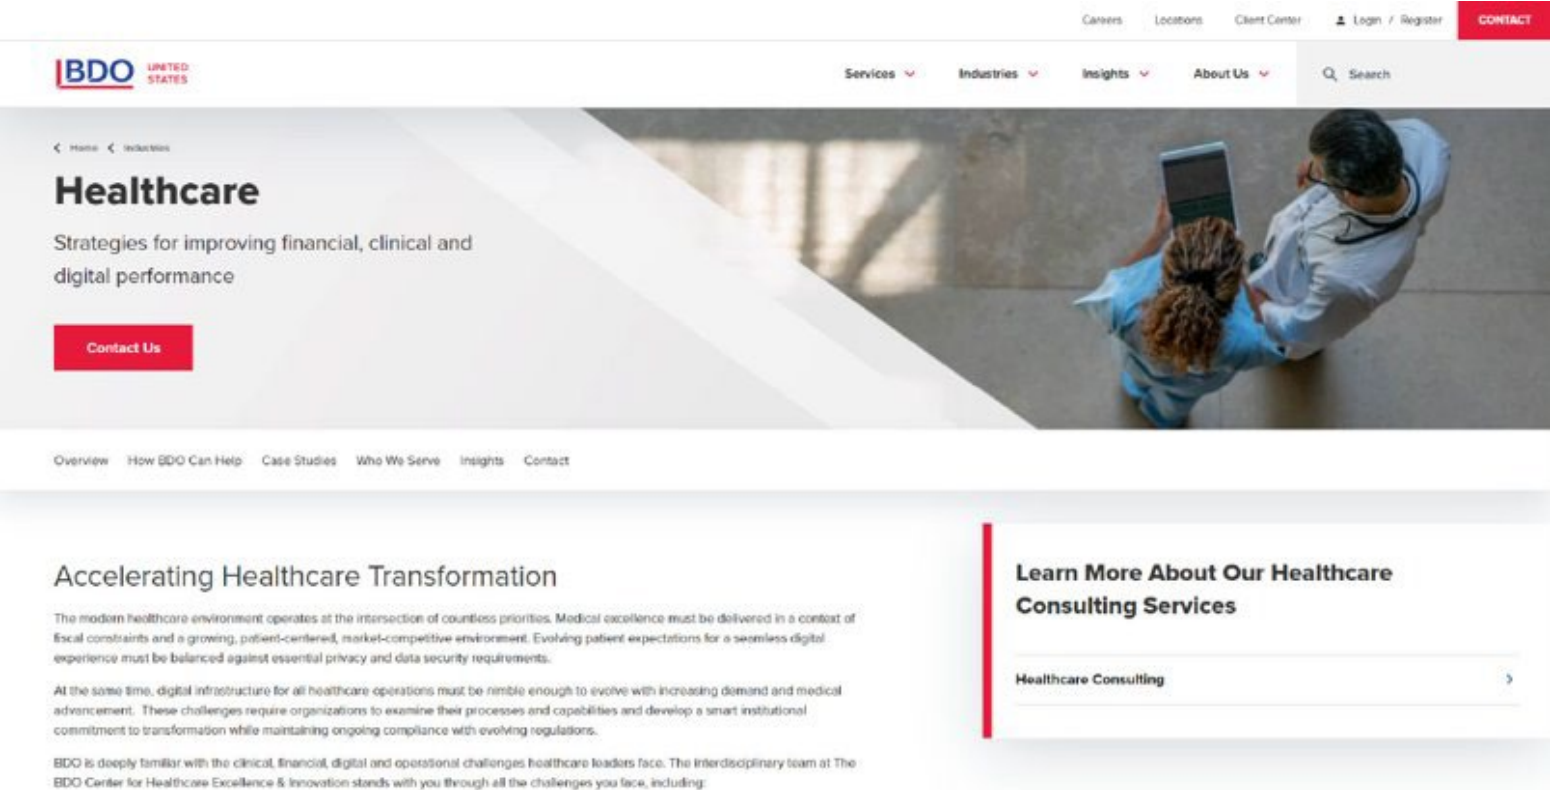 Careers Locations Client Center Login / Register CONTACT
BDO UNITED STATES
Services Industries Insights About Us Search
Home Industries
Healthcare
Strategies for improving financial, clinical and
digital performance
Contact Us
Overview How BDO Can Help Case Studies Who We Serve Insights Contact
Accelerating Healthcare Transformation
The modern healthcare environment operates at the intersection of countless priorities. Medical excellence must be delivered in a context of
fiscal constraints and a growing, patient-centered, market-competitive environment. Evolving patient expectations for a seamless digital
experience must be balanced against essential privacy and data security requirements.
At the same time, digital infrastructure for all healthcare operations must be nimble enough to evolve with increasing demand and medical
advancement. These challenges require organizations to examine their processes and capabilities and develop a smart institutional
commitment to transformation while maintaining ongoing compliance with evolving regulations.
BDO is deeply familiar with the clinical, financial, digital and operational challenges healthcare leaders face. The interdisciplinary team at The
BDO Center for Healthcare Excellence & Innovation stands with you through all the challenges you face, including:
Learn More About Our Healthcare
Consulting Services
Healthcare Consulting